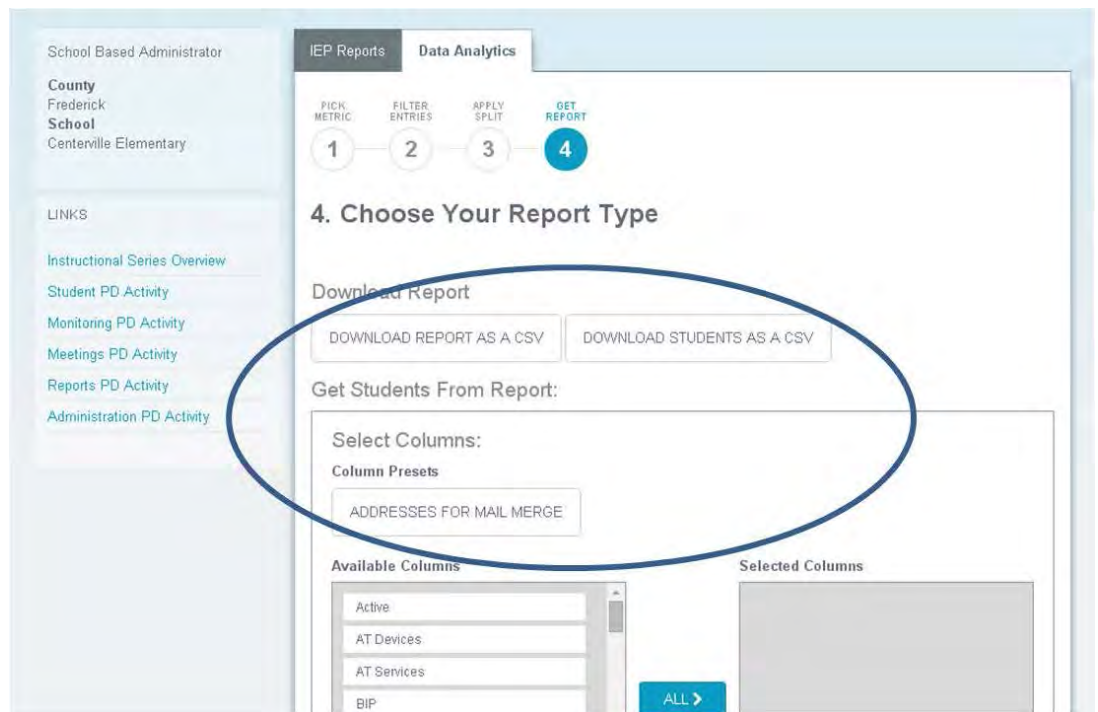 School Based Administrator
County
Frederick
School
Centerville Elementary
LINKS
Instructional Series Overview
Student PD Activity
Monitoring PD Activity
Meetings PD Activity
Reports PD Activity
Administration PD Activity
IEP Reports
Data Analytics
PICK METRIC
FILTER ENTRIES
APPLY SPLIT
GET REPORT
1
2
3
4
4. Choose Your Report Type
Download Report
DOWNLOAD REPORT AS A CSV
DOWNLOAD STUDENTS AS A CSV
Get Students From Report:
Select Columns:
Column Presets
ADDRESSES FOR MAIL MERGE
Available Columns
Active
AT Devices
AT Services
BIP
ALL
Selected Columns